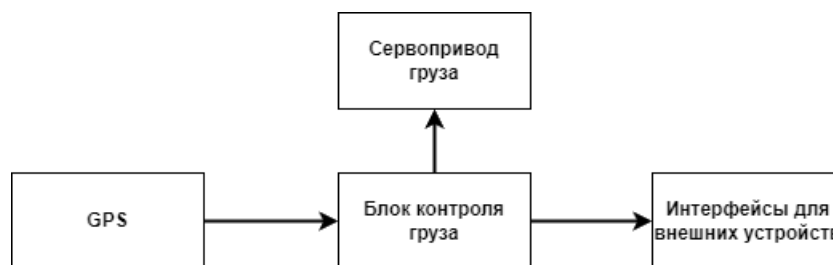 Сервопривод
груза
GPS
Блок контроля
груза
Интерфейсы для
внешних устройств